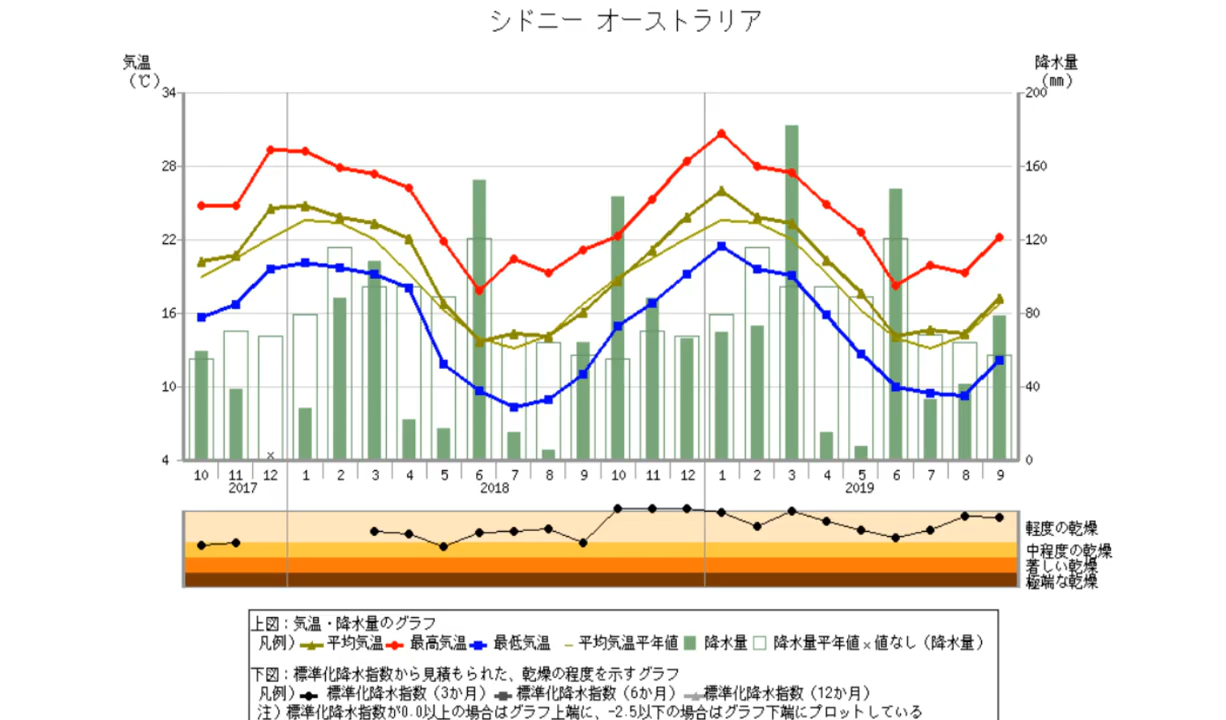 シドニー オーストラリア
気温
(℃)
降水量
(mm)
34 200
28 160
22 120
16 80
10 40
4 0
×
10 11 12 1 2 3 4 5 6 7 8 9 10 11 12 1 2 3 4 5 6 7 8 9
2017 2018 2019
軽度の乾燥
中程度の乾燥
著しい乾燥
極端な乾燥
上図：気温・降水量のグラフ
凡例) 平均気温 最高気温 最低気温 平均気温平年値 降水量 降水量平年値 × 値なし (降水量)
下図：標準化降水指数から見積もられた、乾燥の程度を示すグラフ
凡例) 標準化降水指数 (3か月) 標準化降水指数 (6か月) 標準化降水指数 (12か月)
注) 標準化降水指数が0.0以上の場合はグラフ上端に、-2.5以下の場合はグラフ下端にプロットしている